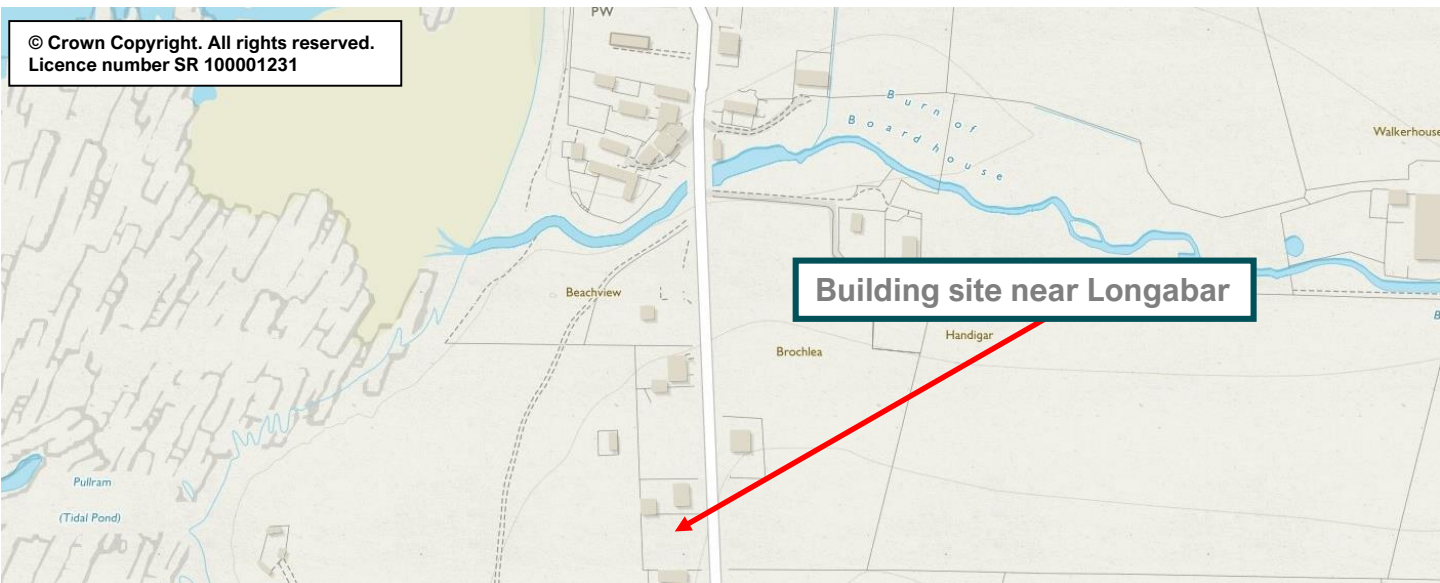 PW
© Crown Copyright. All rights reserved.
Licence number SR 100001231
Burn of
Boardhouse
Walkerhouse
Building site near Longabar
Beachview
B
Handigar
Brochlea
Pullram
(Tidal Pond)